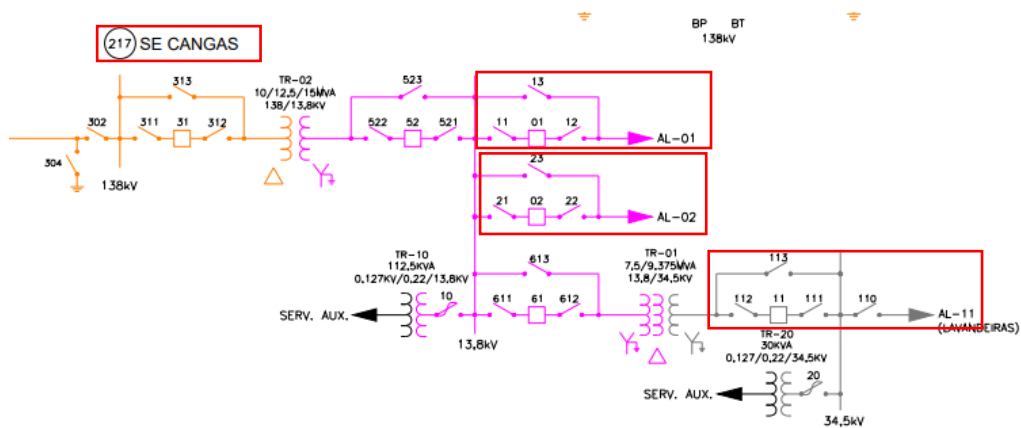 BP BT
138kV
217 SE CANGAS
313
TR-02
10/12,5/15MVA
138/13,8KV
523
13
302
311
31
312
522
52
521
11
01
12
AL-01
304
138kV
23
21
02
22
AL-02
TR-10
112,5KVA
0,127KV/0,22/13,8KV
613
TR-01
7,5/9,375MVA
13,8/34,5KV
113
SERV. AUX.
10
611
61
612
112
11
111
110
AL-11
(LAVANDEIRAS)
13,8kV
TR-20
30KVA
0,127/0,22/34,5KV
SERV. AUX.
20
34,5kV